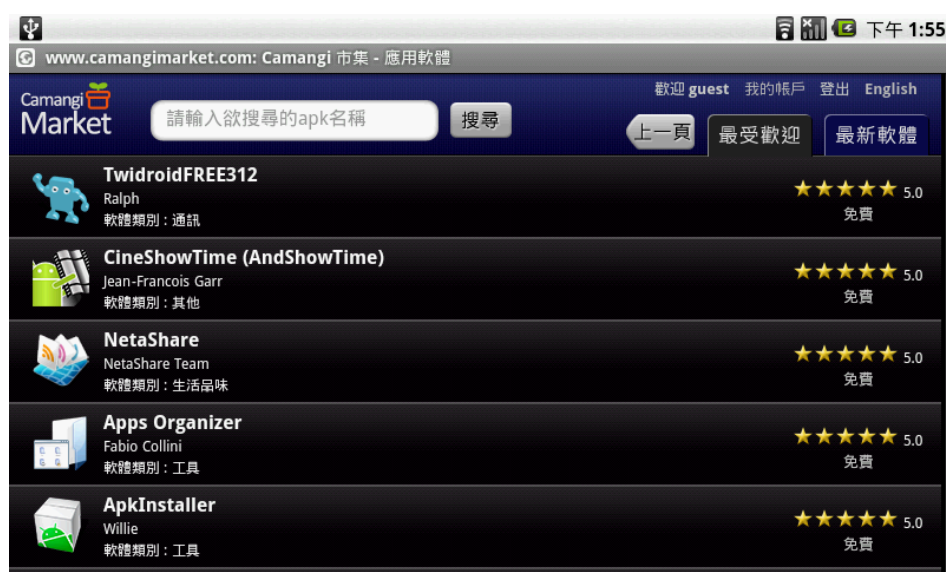 下午 1:55
www.camangimarket.com: Camangi 市集 - 應用軟體
歡迎 guest 我的帳戶 登出 English
Camangi
Market
請輸入欲搜尋的apk名稱
搜尋
上一頁
最受歡迎
最新軟體
TwidroidFREE312
Ralph
軟體類別：通訊
5.0
免費
CineShowTime (AndShowTime)
Jean-Francois Garr
軟體類別：其他
5.0
免費
NetaShare
NetaShare Team
軟體類別：生活品味
5.0
免費
Apps Organizer
Fabio Collini
軟體類別：工具
5.0
免費
ApkInstaller
Willie
軟體類別：工具
5.0
免費